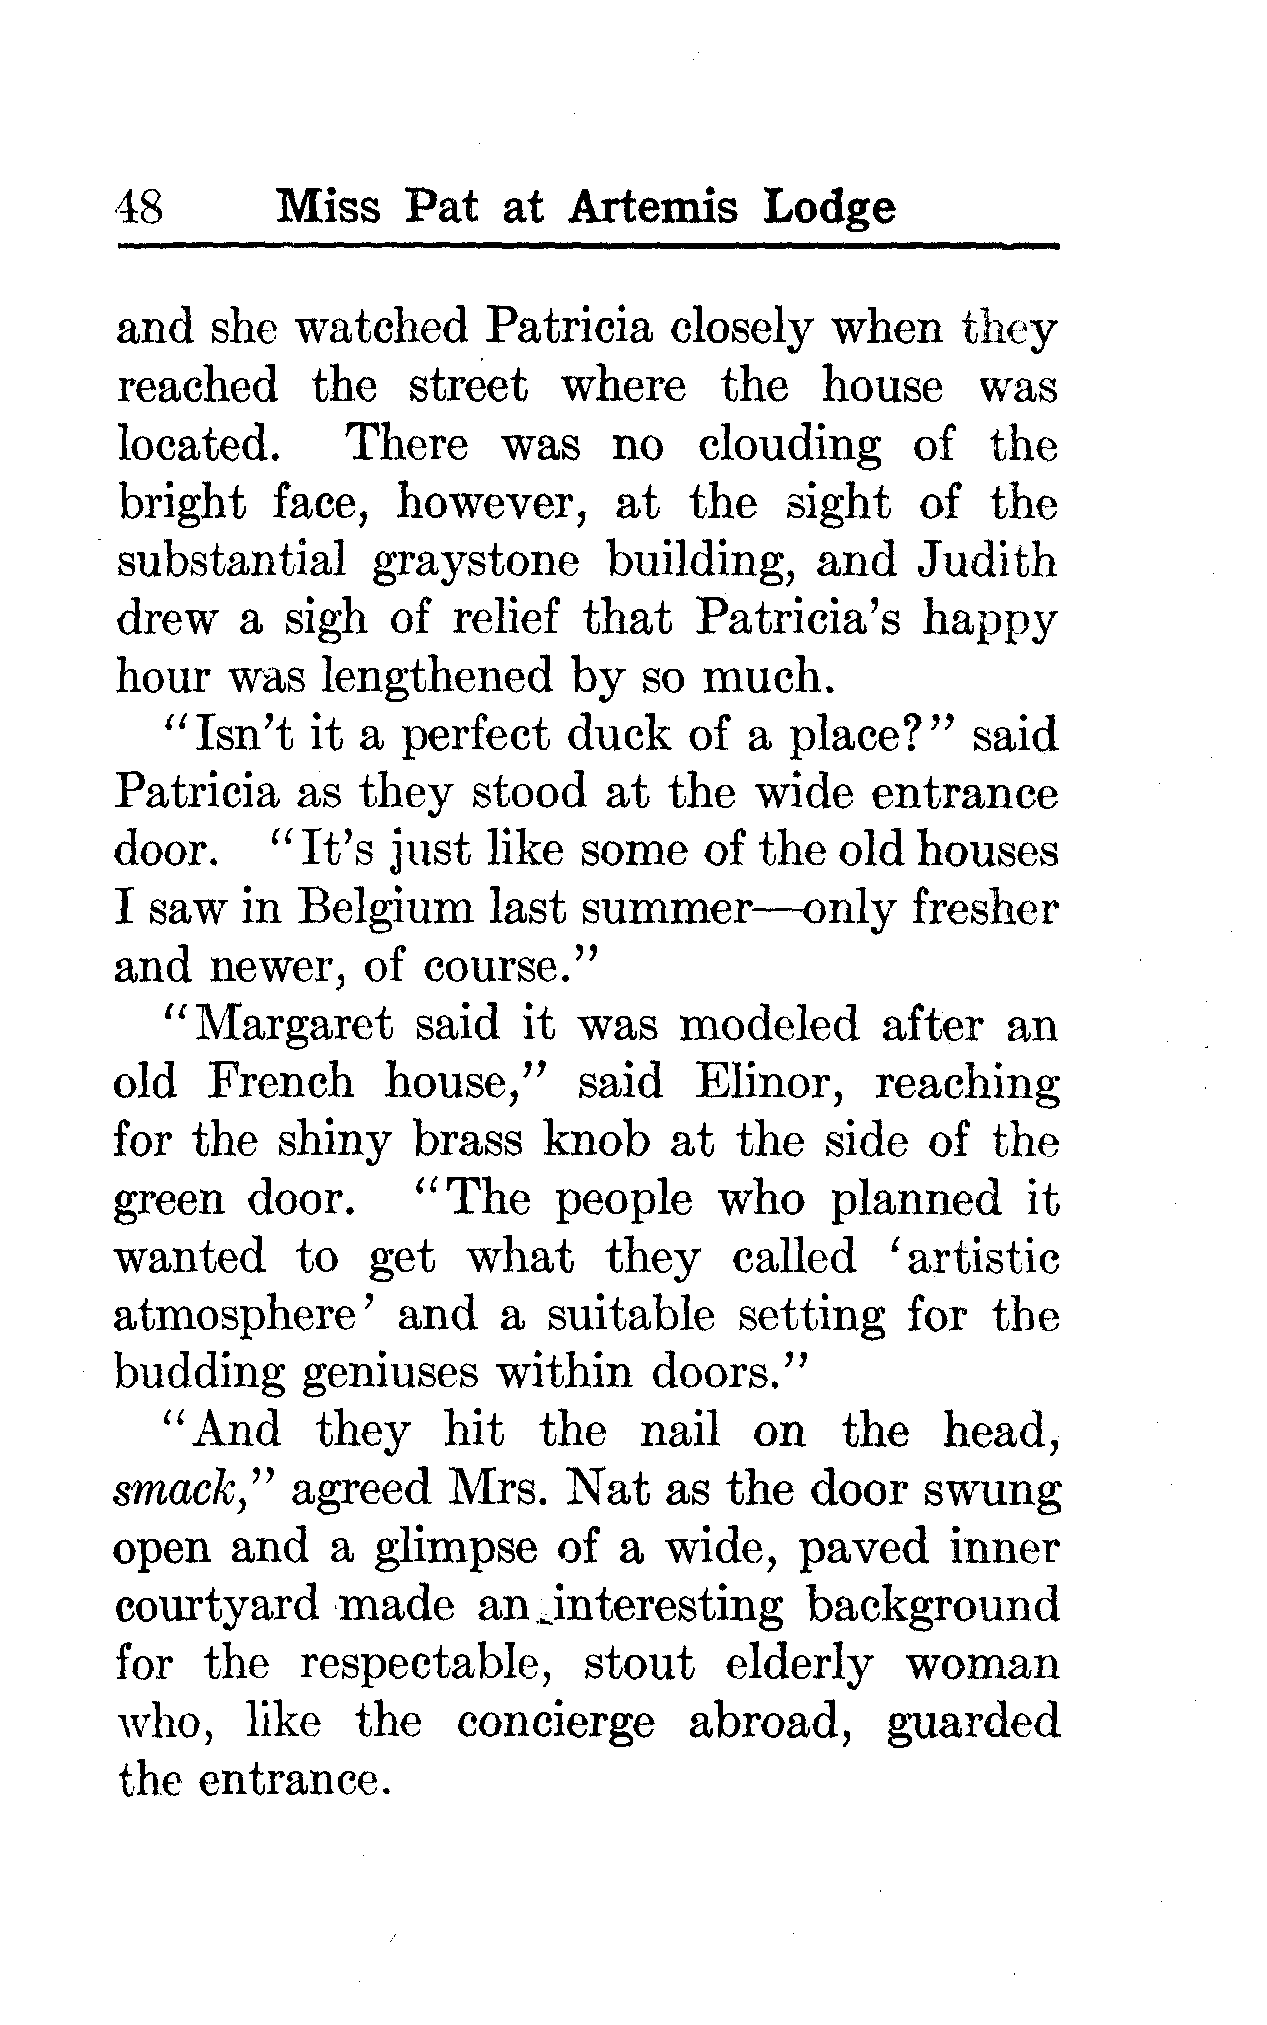 48 Miss Pat at Artemis Lodge
and she watched Patricia closely when they
reached the street where the house was
located. There was no clouding of the
bright face, however, at the sight of the
substantial graystone building, and Judith
drew a sigh of relief that Patricia's happy
hour was lengthened by so much.
"Isn't it a perfect duck of a place?" said
Patricia as they stood at the wide entrance
door. "It's just like some of the old houses
I saw in Belgium last summer—only fresher
and newer, of course."
"Margaret said it was modeled after an
old French house," said Elinor, reaching
for the shiny brass knob at the side of the
green door. "The people who planned it
wanted to get what they called 'artistic
atmosphere' and a suitable setting for the
budding geniuses within doors."
"And they hit the nail on the head,
smack," agreed Mrs. Nat as the door swung
open and a glimpse of a wide, paved inner
courtyard made an interesting background
for the respectable, stout elderly woman
who, like the concierge abroad, guarded
the entrance.